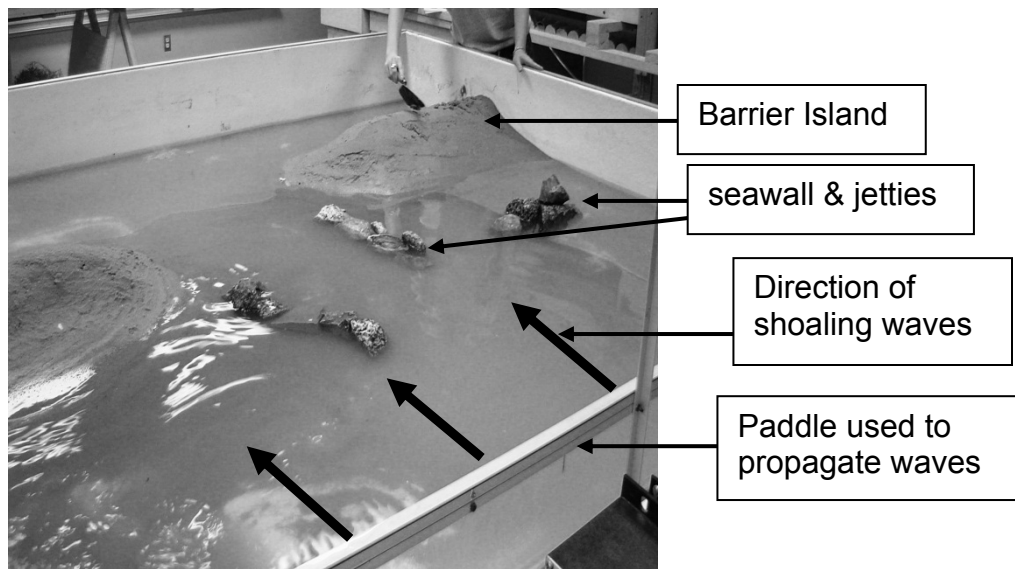 Barrier Island
seawall & jetties
Direction of
shoaling waves
Paddle used to
propagate waves